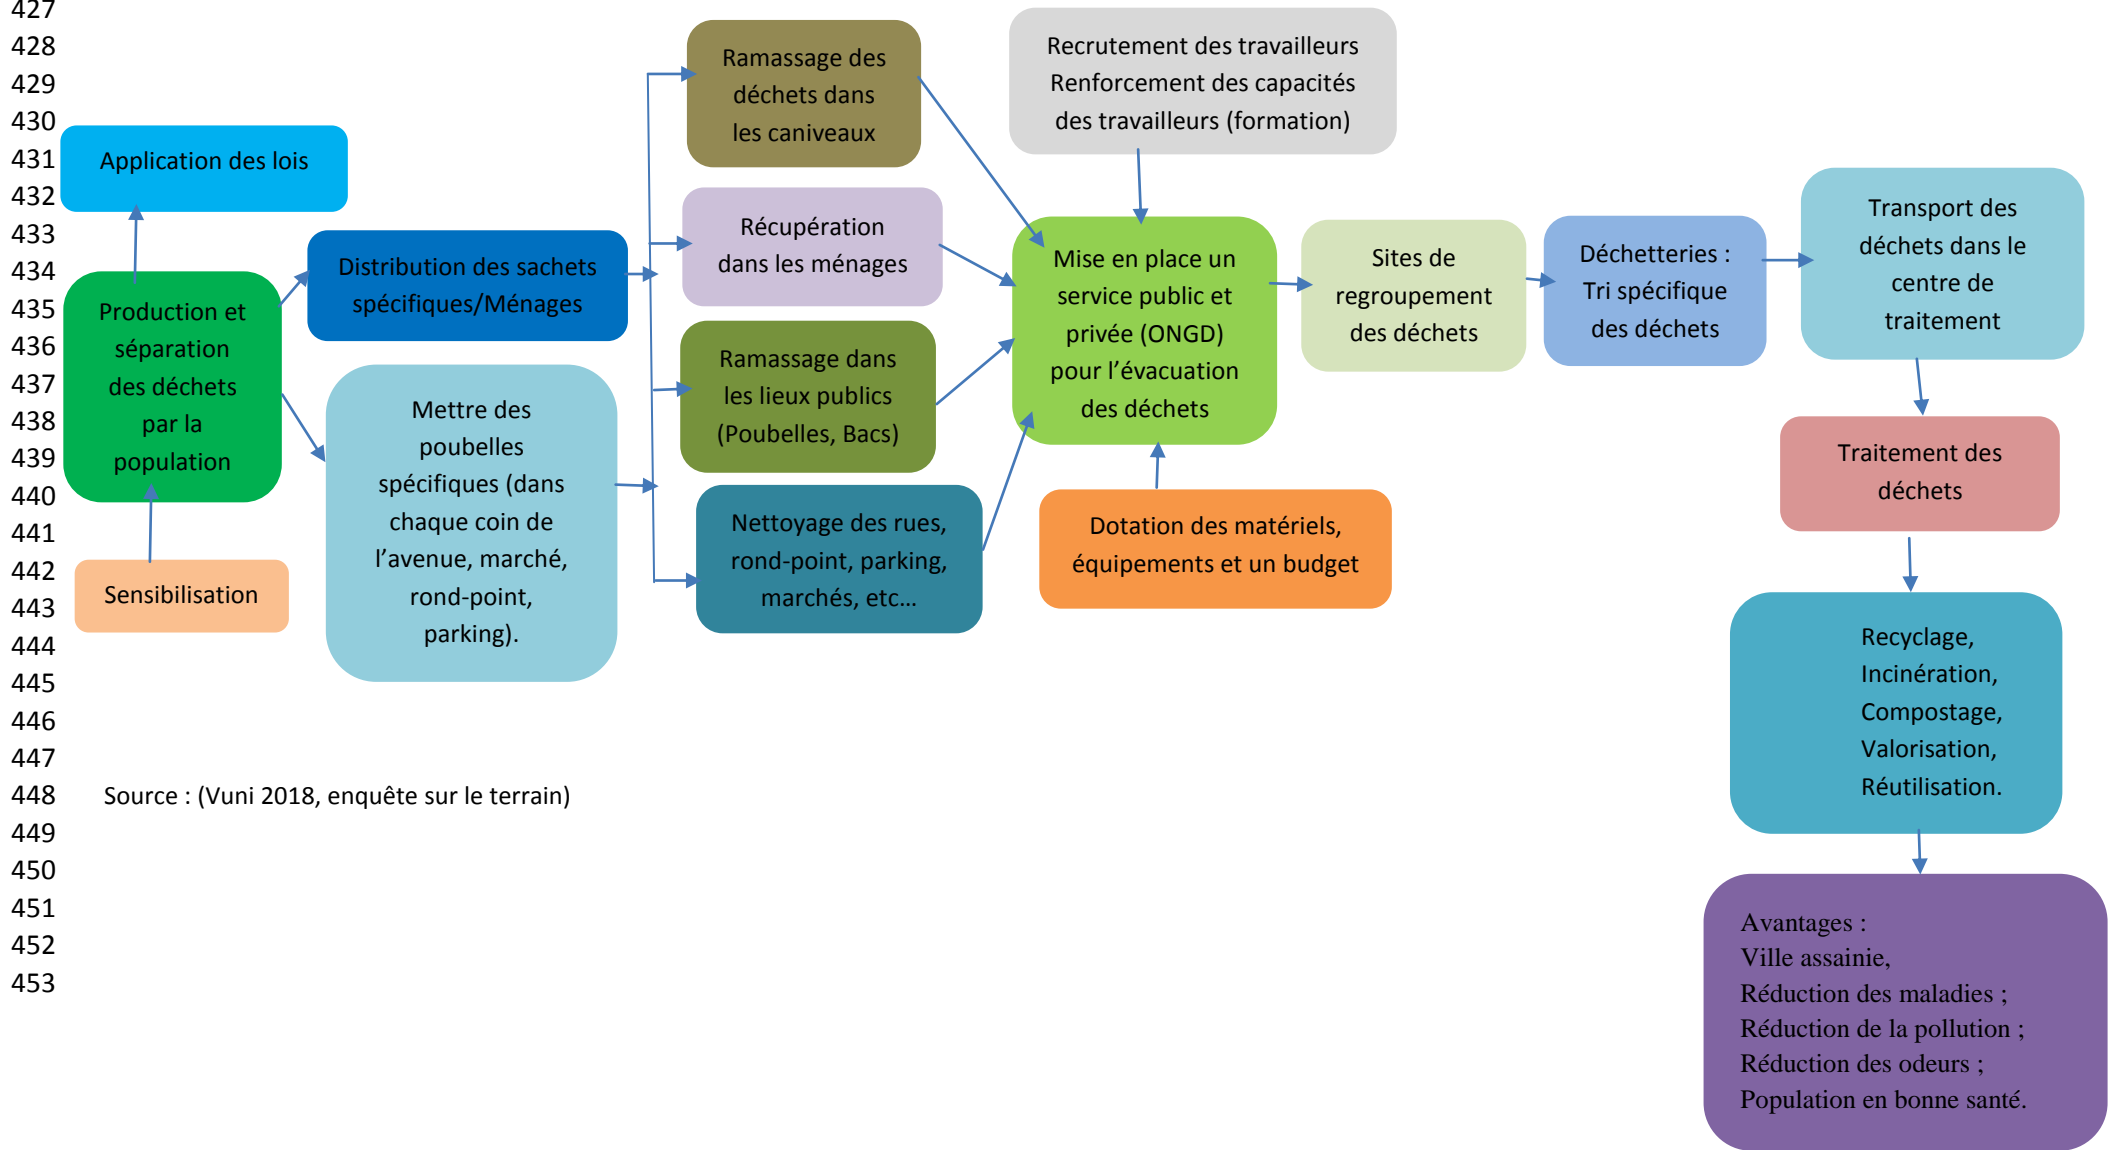 427
428
429
430
431
432
433
434
435
436
437
438
439
440
441
442
443
444
445
446
447
448
449
450
451
452
453
Application des lois
Production et
séparation
des déchets
par la
population
Sensibilisation
Distribution des sachets
spécifiques/Ménages
Mettre des
poubelles
spécifiques (dans
chaque coin de
l’avenue, marché,
rond-point,
parking).
Ramassage des
déchets dans
les caniveaux
Récupération
dans les ménages
Ramassage dans
les lieux publics
(Poubelles, Bacs)
Nettoyage des rues,
rond-point, parking,
marchés, etc…
Recrutement des travailleurs
Renforcement des capacités
des travailleurs (formation)
Mise en place un
service public et
privée (ONGD)
pour l’évacuation
des déchets
Dotation des matériels,
équipements et un budget
Sites de
regroupement
des déchets
Déchetteries :
Tri spécifique
des déchets
Transport des
déchets dans le
centre de
traitement
Traitement des
déchets
Recyclage,
Incinération,
Compostage,
Valorisation,
Réutilisation.
Avantages :
Ville assainie,
Réduction des maladies ;
Réduction de la pollution ;
Réduction des odeurs ;
Population en bonne santé.
Source : (Vuni 2018, enquête sur le terrain)